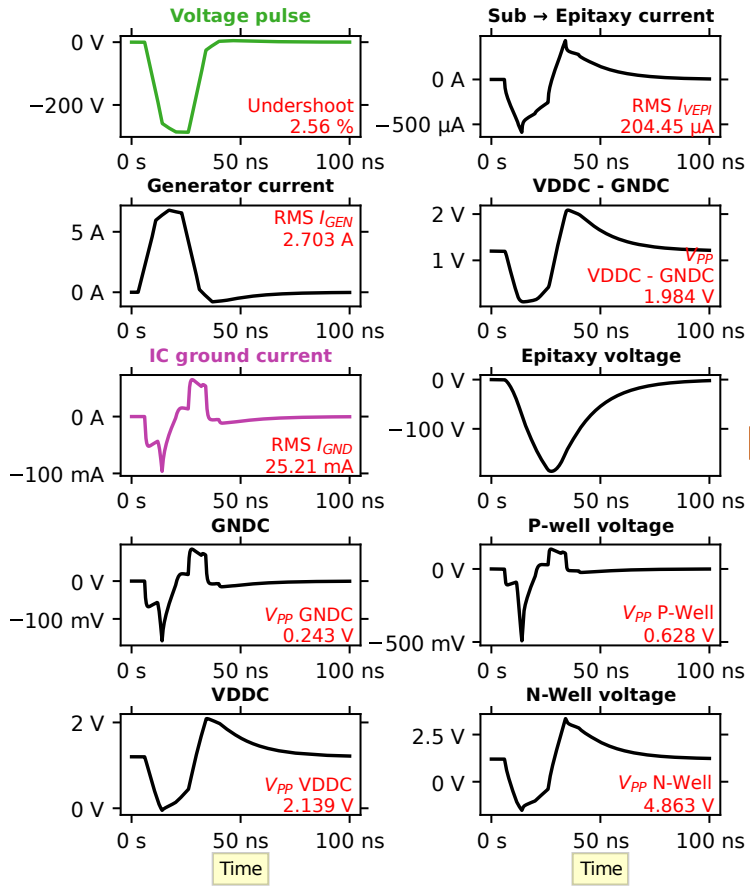 Voltage pulse
0 V
−200 V
Undershoot
2.56 %
0 s
50 ns
100 ns
Sub → Epitaxy current
0 A
−500 µA
RMS I_VEPI
204.45 µA
0 s
50 ns
100 ns
Generator current
5 A
0 A
RMS I_GEN
2.703 A
0 s
50 ns
100 ns
VDDC - GNDC
2 V
1 V
V_PP
VDDC - GNDC
1.984 V
0 s
50 ns
100 ns
IC ground current
0 A
−100 mA
RMS I_GND
25.21 mA
0 s
50 ns
100 ns
Epitaxy voltage
0 V
−100 V
0 s
50 ns
100 ns
GNDC
0 V
−100 mV
V_PP GNDC
0.243 V
0 s
50 ns
100 ns
P-well voltage
0 V
−500 mV
V_PP P-Well
0.628 V
0 s
50 ns
100 ns
VDDC
2 V
0 V
V_PP VDDC
2.139 V
0 s
50 ns
100 ns
Time
N-Well voltage
2.5 V
0 V
V_PP N-Well
4.863 V
0 s
50 ns
100 ns
Time